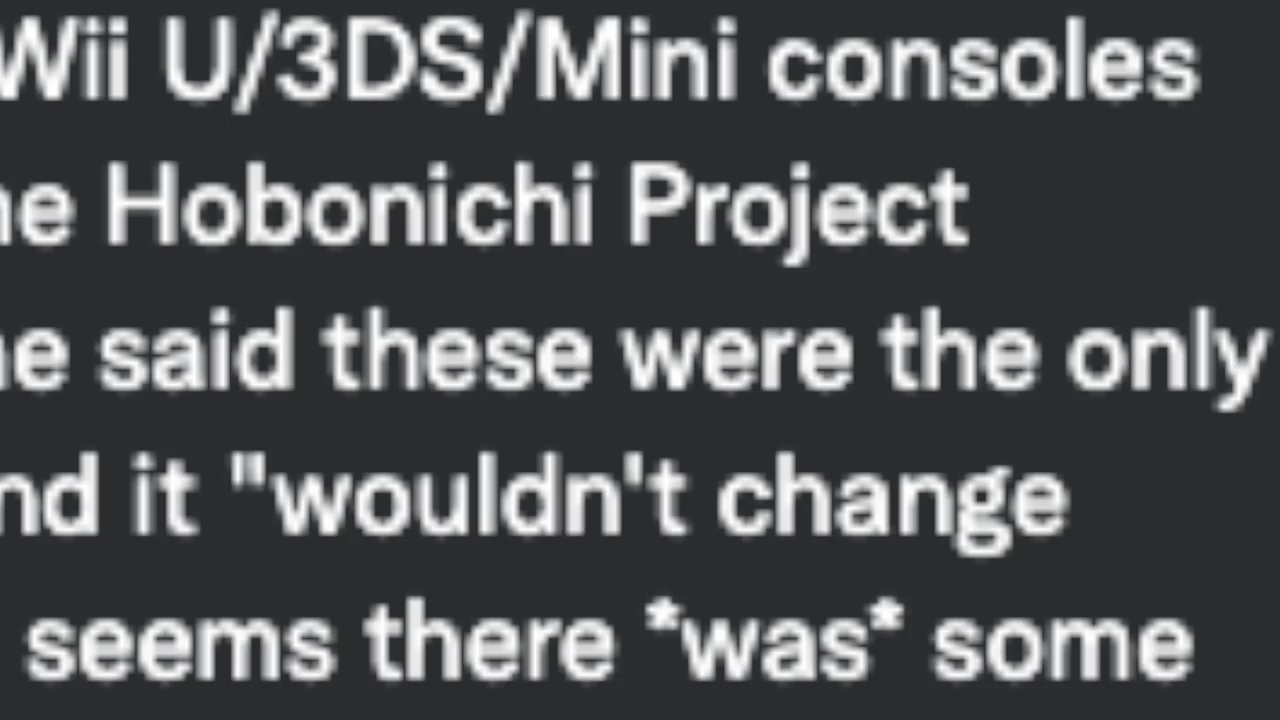 Wii U/3DS/Mini consoles
he Hobonichi Project
he said these were the only
nd it "wouldn't change
seems there *was* some